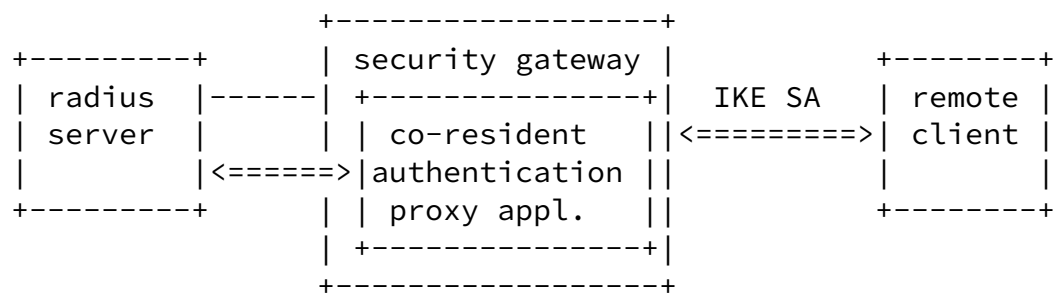 +------------------+
+---------+       | security gateway |           +--------+
| radius  |-------| +---------------+|  IKE SA   | remote |
| server  |       | | co-resident   ||<=========>| client |
|         |<======>|authentication ||           |        |
+---------+       | | proxy appl.   ||           +--------+
                  | +---------------+|
                  +------------------+